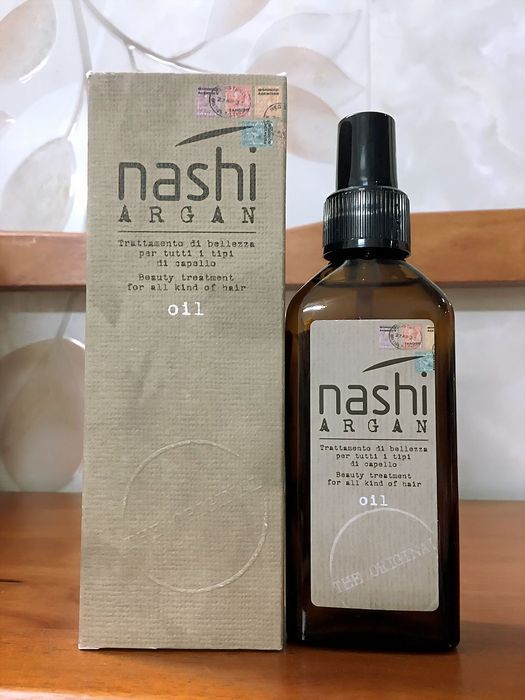 nashi
ARGAN
Trattamento di bellezza
per tutti i tipi
di capello
Beauty treatment
for all kind of hair
oil
nashi
ARGAN
Trattamento di bellezza
per tutti i tipi
di capello
Beauty treatment
for all kind of hair
oil
THE ORIGINAL